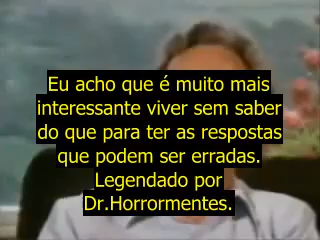 Eu acho que é muito mais
interessante viver sem saber
do que para ter as respostas
que podem ser erradas.
Legendado por
Dr.Horrormentes.